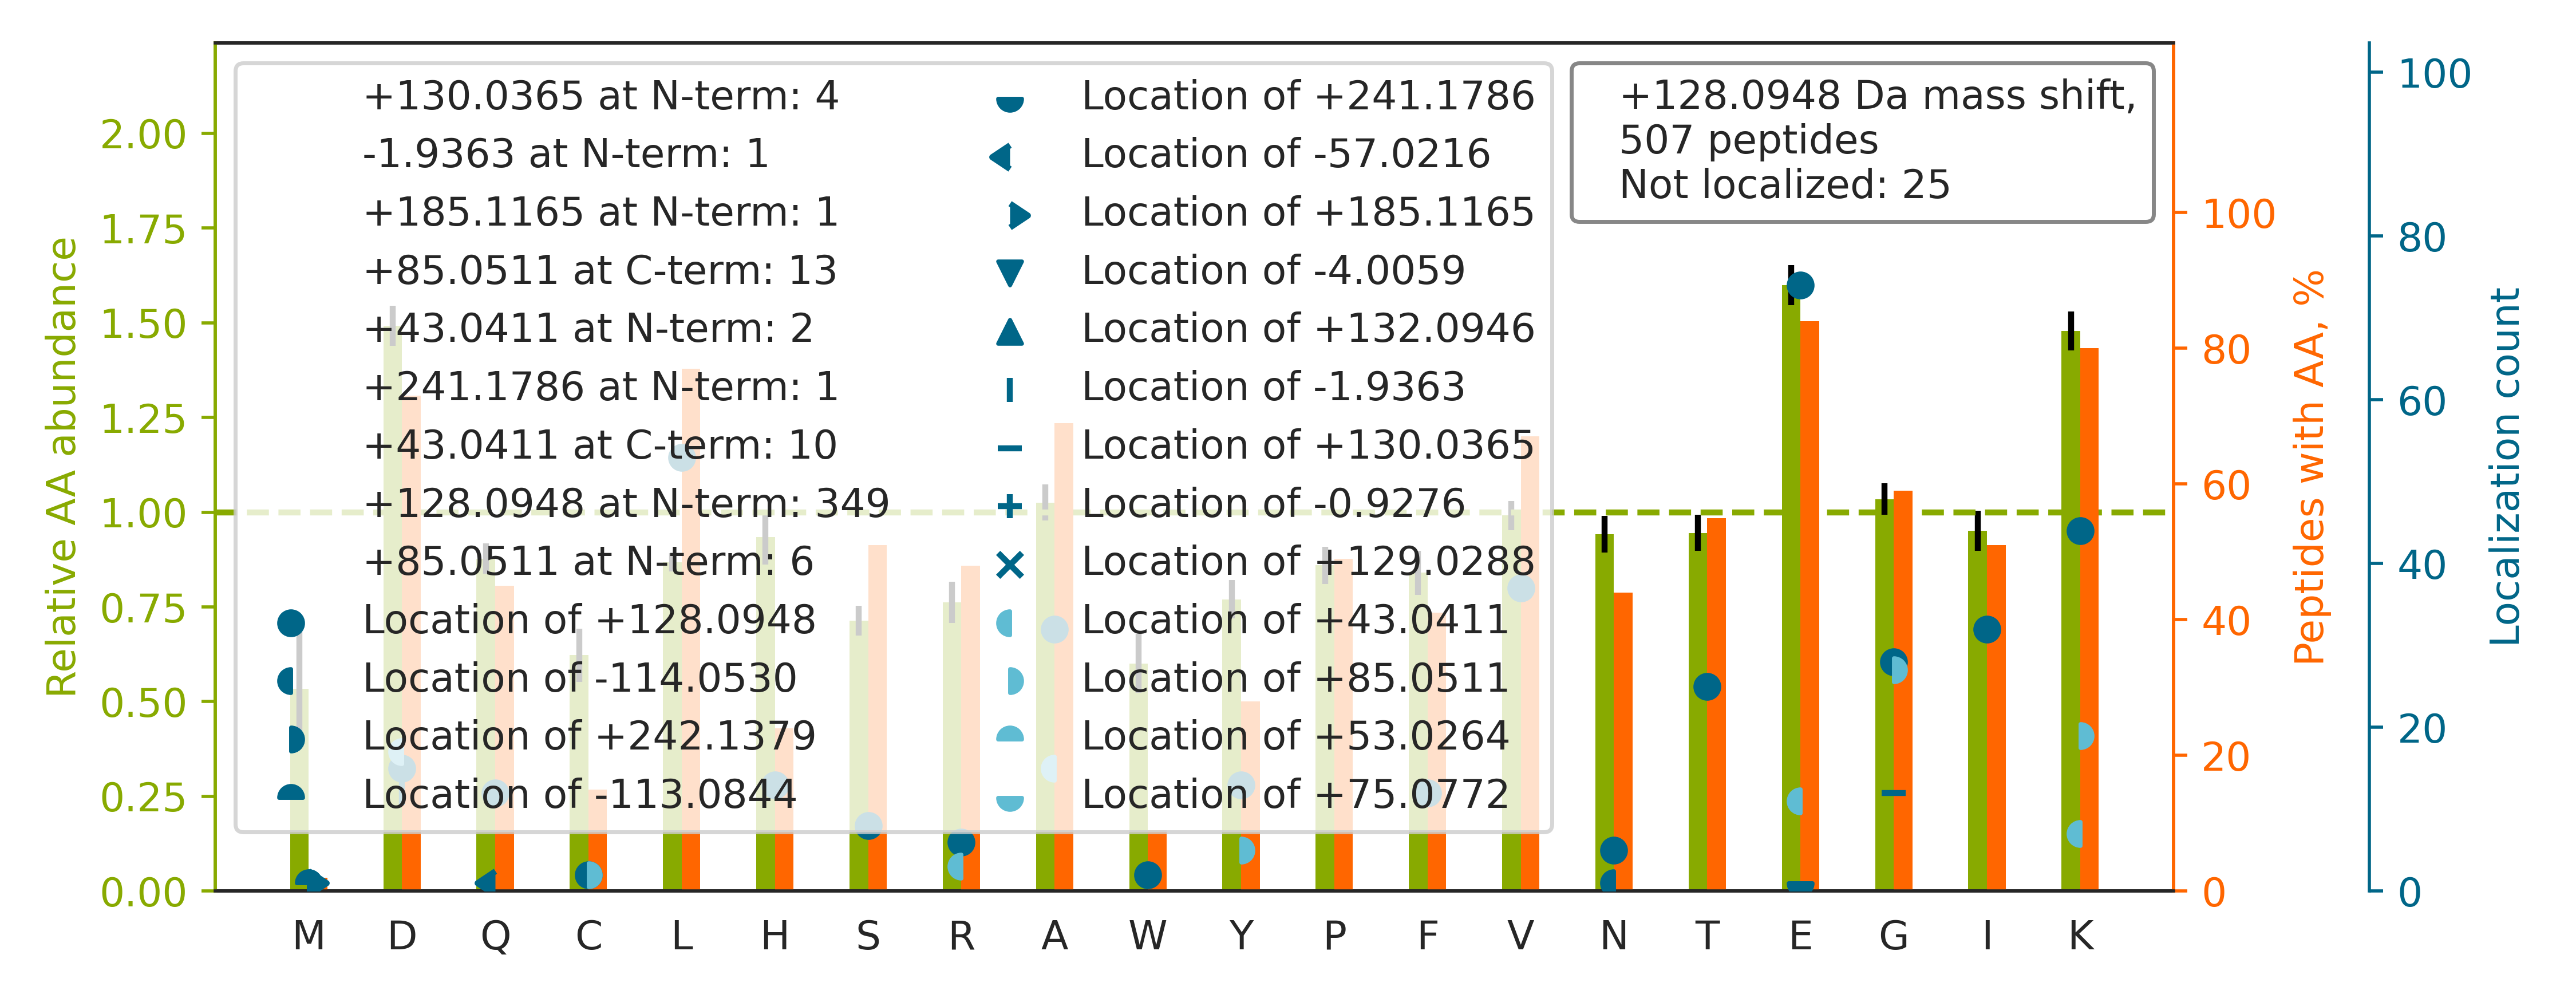 Relative AA abundance
2.00
1.75
1.50
1.25
1.00
0.75
0.50
0.25
0.00
+130.0365 at N-term: 4
-1.9363 at N-term: 1
+185.1165 at N-term: 1
+85.0511 at C-term: 13
+43.0411 at N-term: 2
+241.1786 at N-term: 1
+43.0411 at C-term: 10
+128.0948 at N-term: 349
+85.0511 at N-term: 6
Location of +128.0948
Location of -114.0530
Location of +242.1379
Location of -113.0844
Location of +241.1786
Location of -57.0216
Location of +185.1165
Location of -4.0059
Location of +132.0946
Location of -1.9363
Location of +130.0365
Location of -0.9276
Location of +129.0288
Location of +43.0411
Location of +85.0511
Location of +53.0264
Location of +75.0772
+128.0948 Da mass shift,
507 peptides
Not localized: 25
100
80
60
40
20
0
Peptides with AA, %
100
80
60
40
20
0
Localization count
M D Q C L H S R A W Y P F V N T E G I K